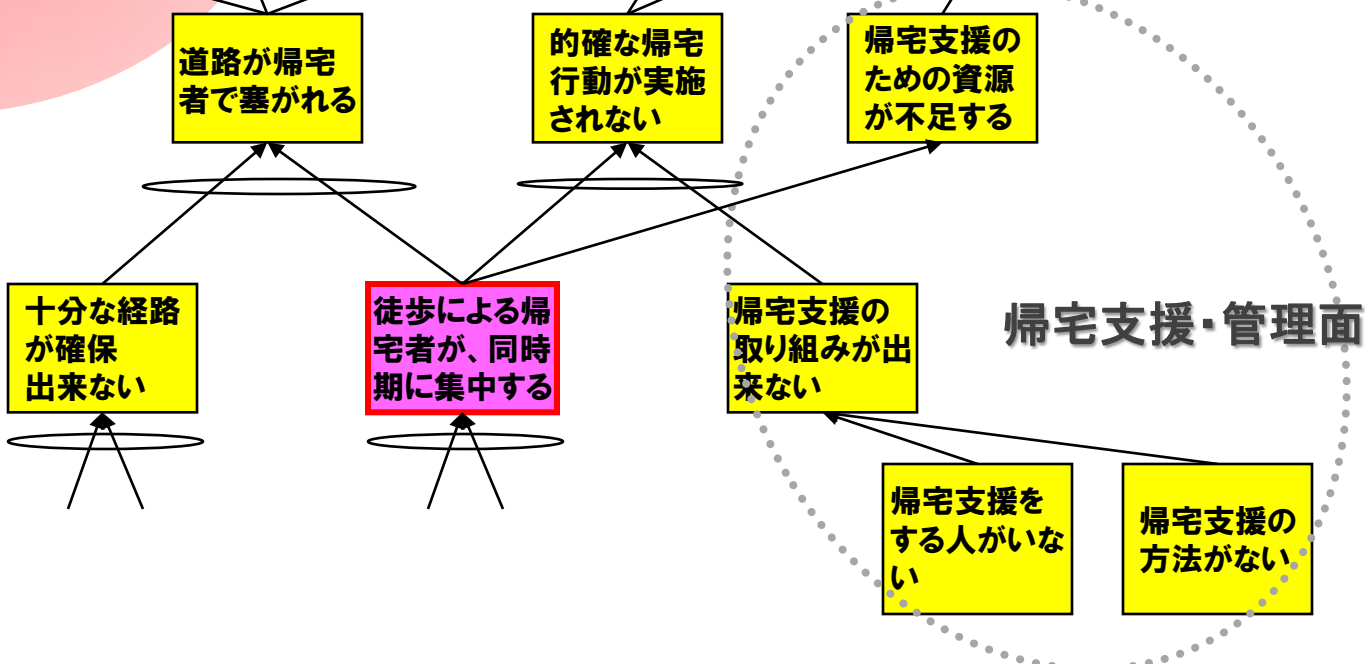 道路が帰宅
者で塞がれる
的確な帰宅
行動が実施
されない
帰宅支援の
ための資源
が不足する
十分な経路
が確保
出来ない
徒歩による帰
宅者が、同時
期に集中する
帰宅支援の
取り組みが出
来ない
帰宅支援・管理面
帰宅支援を
する人がいな
い
帰宅支援の
方法がない